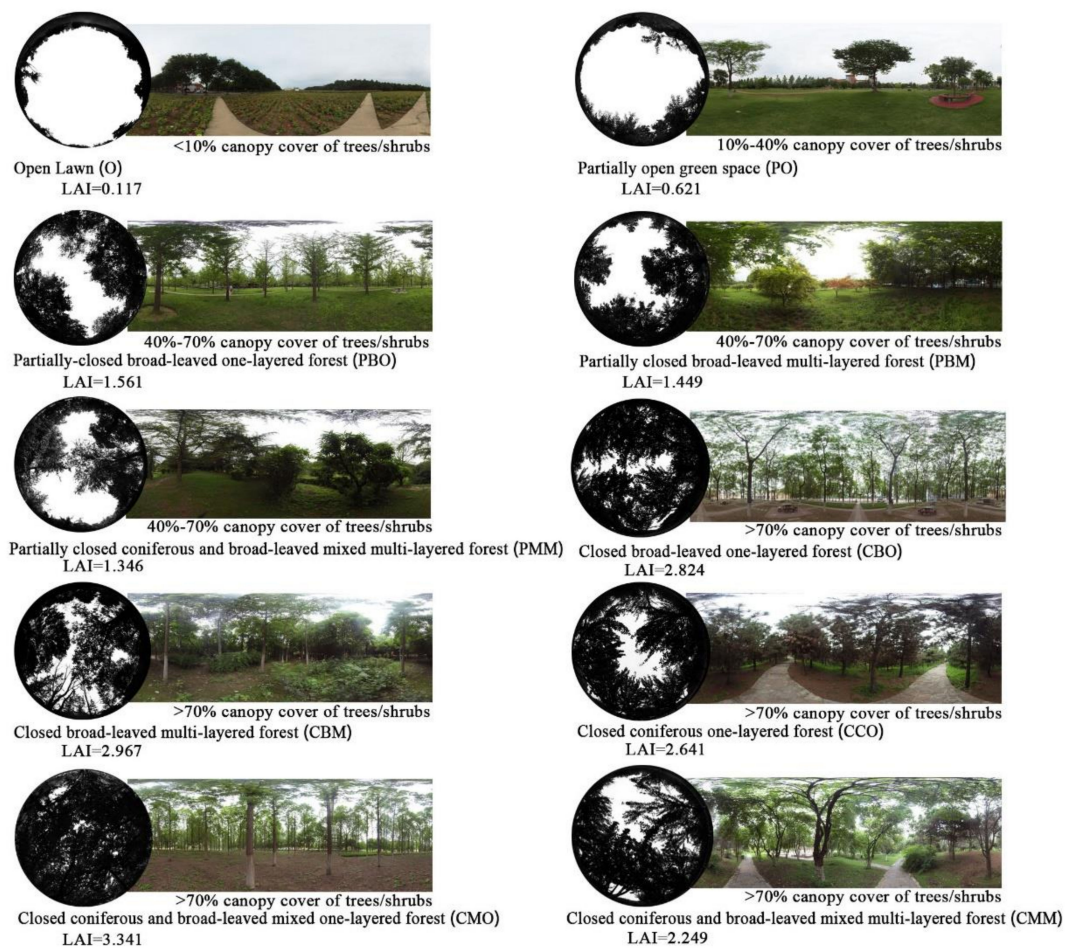 <10% canopy cover of trees/shrubs
Open Lawn (O)
LAI=0.117
10%-40% canopy cover of trees/shrubs
Partially open green space (PO)
LAI=0.621
40%-70% canopy cover of trees/shrubs
Partially-closed broad-leaved one-layered forest (PBO)
LAI=1.561
40%-70% canopy cover of trees/shrubs
Partially closed broad-leaved multi-layered forest (PBM)
LAI=1.449
40%-70% canopy cover of trees/shrubs
Partially closed coniferous and broad-leaved mixed multi-layered forest (PMM)
LAI=1.346
>70% canopy cover of trees/shrubs
Closed broad-leaved one-layered forest (CBO)
LAI=2.824
>70% canopy cover of trees/shrubs
Closed broad-leaved multi-layered forest (CBM)
LAI=2.967
>70% canopy cover of trees/shrubs
Closed coniferous one-layered forest (CCO)
LAI=2.641
>70% canopy cover of trees/shrubs
Closed coniferous and broad-leaved mixed one-layered forest (CMO)
LAI=3.341
>70% canopy cover of trees/shrubs
Closed coniferous and broad-leaved mixed multi-layered forest (CMM)
LAI=2.249